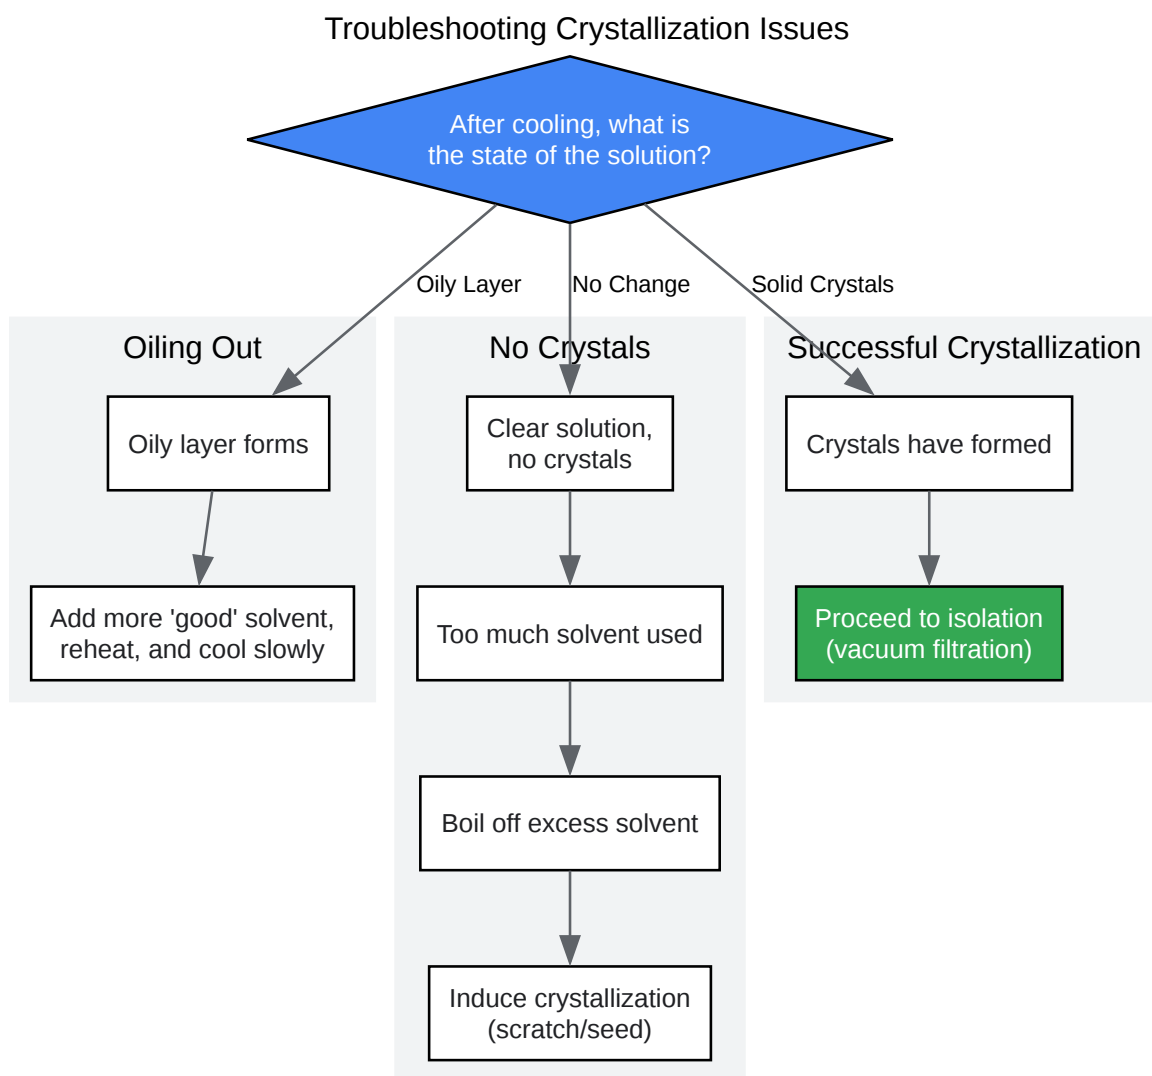 Troubleshooting Crystallization Issues
After cooling, what is
the state of the solution?
Oily Layer
No Change
Solid Crystals
Oiling Out
Oily layer forms
Add more 'good' solvent,
reheat, and cool slowly
No Crystals
Clear solution,
no crystals
Too much solvent used
Boil off excess solvent
Induce crystallization
(scratch/seed)
Successful Crystallization
Crystals have formed
Proceed to isolation
(vacuum filtration)